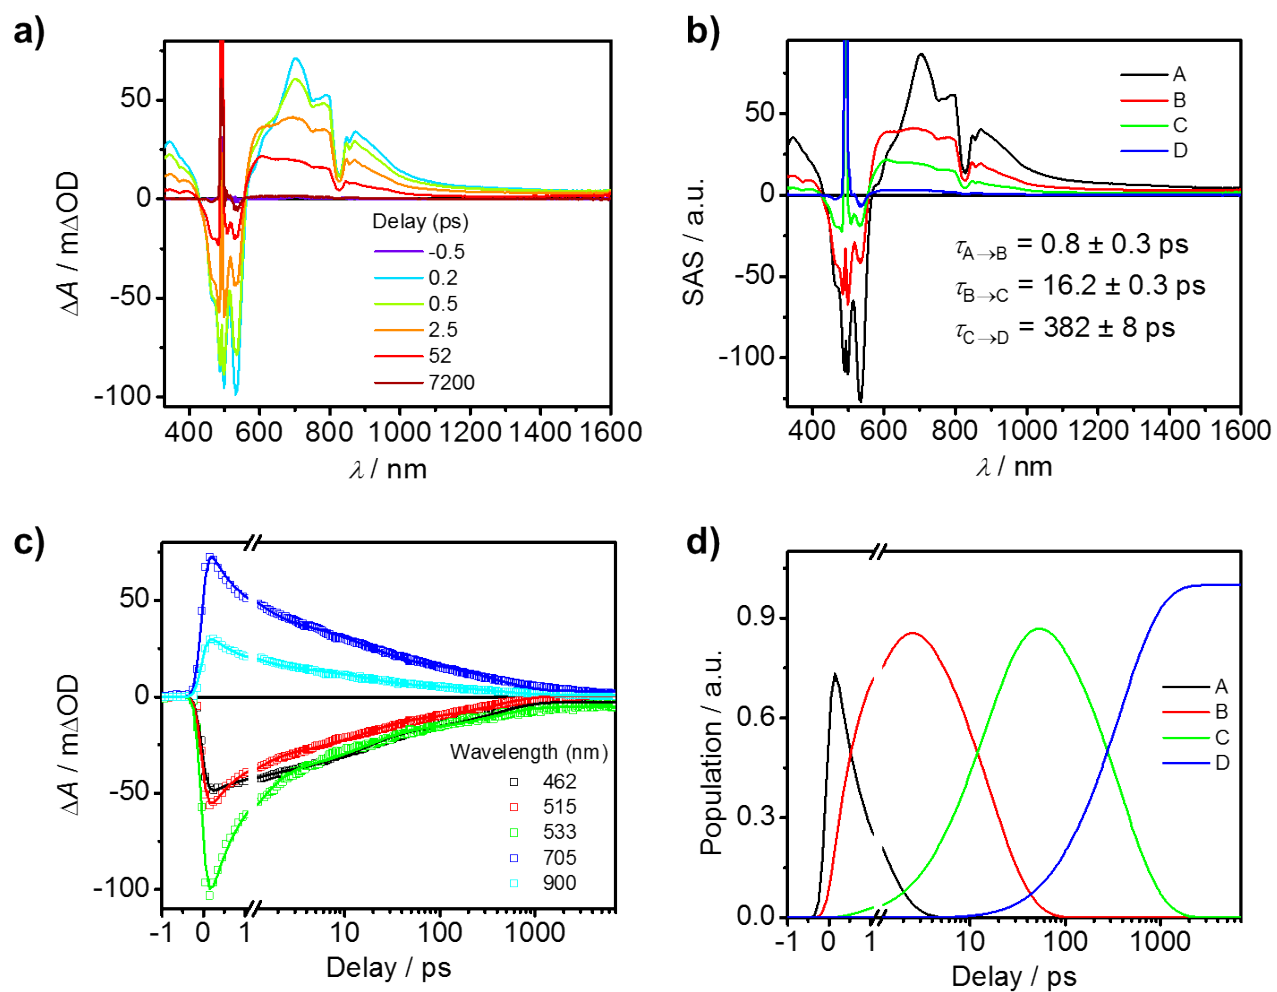 a)
ΔA / mΔOD
50
0
-50
-100
Delay (ps)
-0.5
0.2
0.5
2.5
52
7200
400 600 800 1000 1200 1400 1600
λ / nm
b)
SAS / a.u.
50
0
-50
-100
A
B
C
D
τA→B = 0.8 ± 0.3 ps
τB→C = 16.2 ± 0.3 ps
τC→D = 382 ± 8 ps
400 600 800 1000 1200 1400 1600
λ / nm
c)
ΔA / mΔOD
50
0
-50
-100
Wavelength (nm)
462
515
533
705
900
-1 0 1 10 100 1000
Delay / ps
d)
Population / a.u.
0.9
0.6
0.3
0.0
A
B
C
D
-1 0 1 10 100 1000
Delay / ps